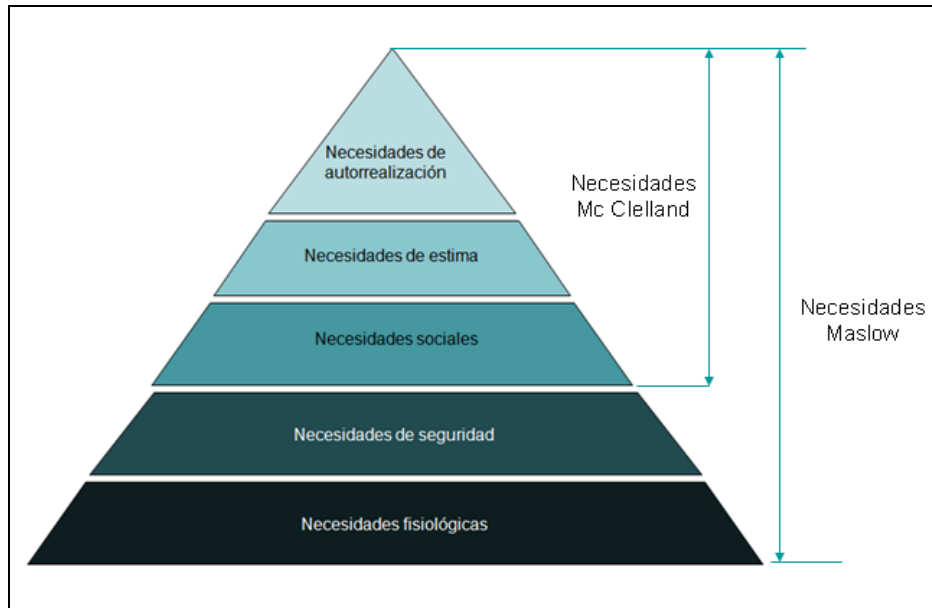 Necesidades de
autorrealización
Necesidades de estima
Necesidades sociales
Necesidades de seguridad
Necesidades fisiológicas
Necesidades
Mc Clelland
Necesidades
Maslow